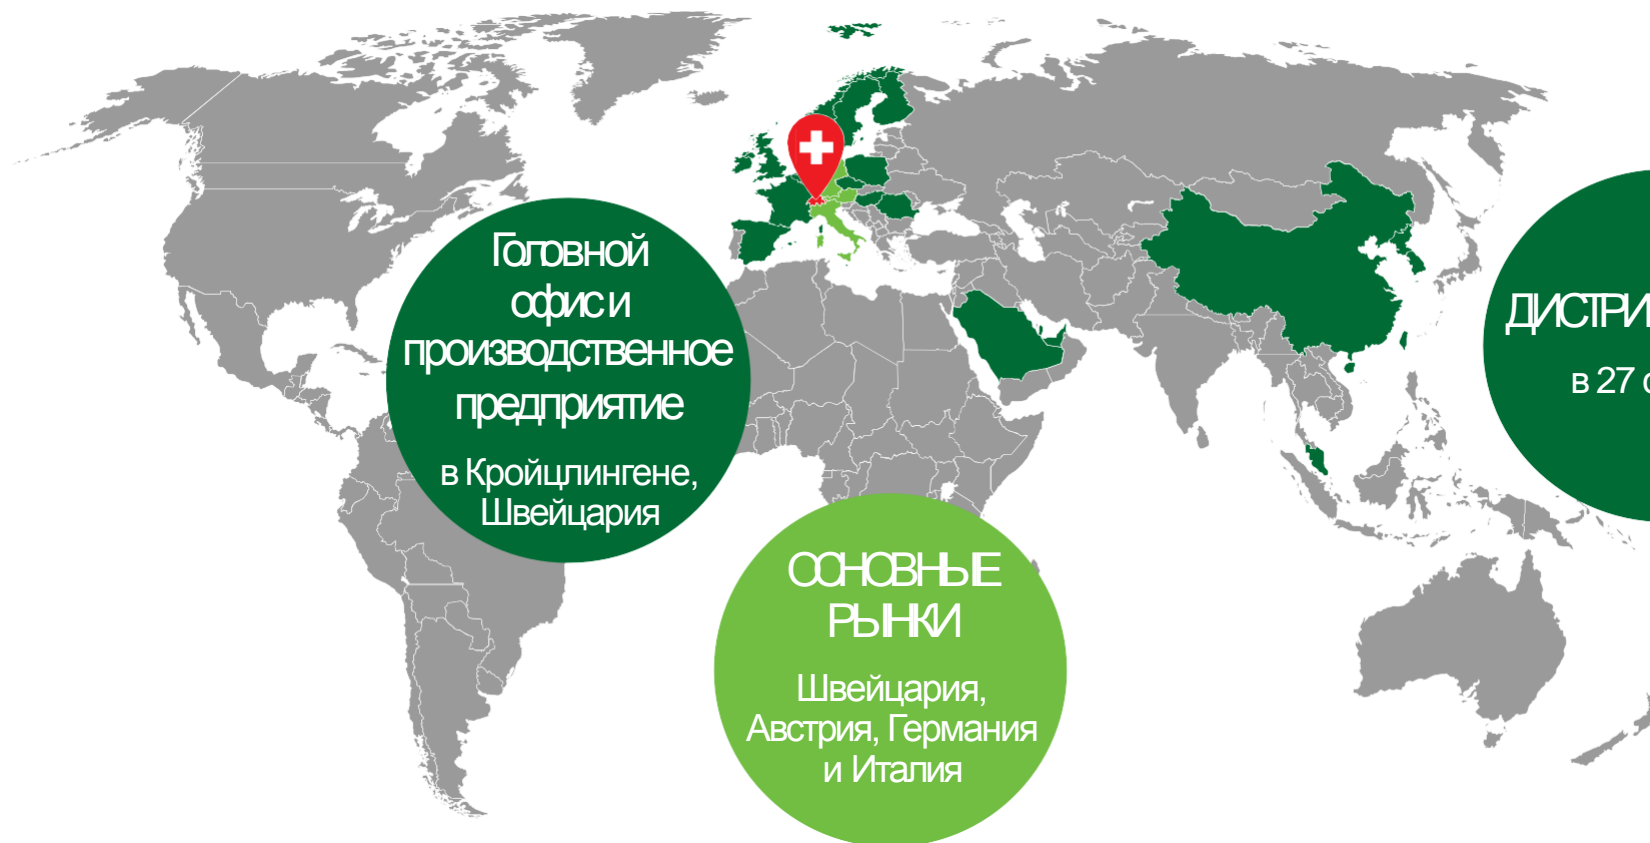 Головной
офис и
производственное
предприятие
в Кройцлингене,
Швейцария
ОСНОВНЫЕ
РЫНКИ
Швейцария,
Австрия, Германия
и Италия
в 27